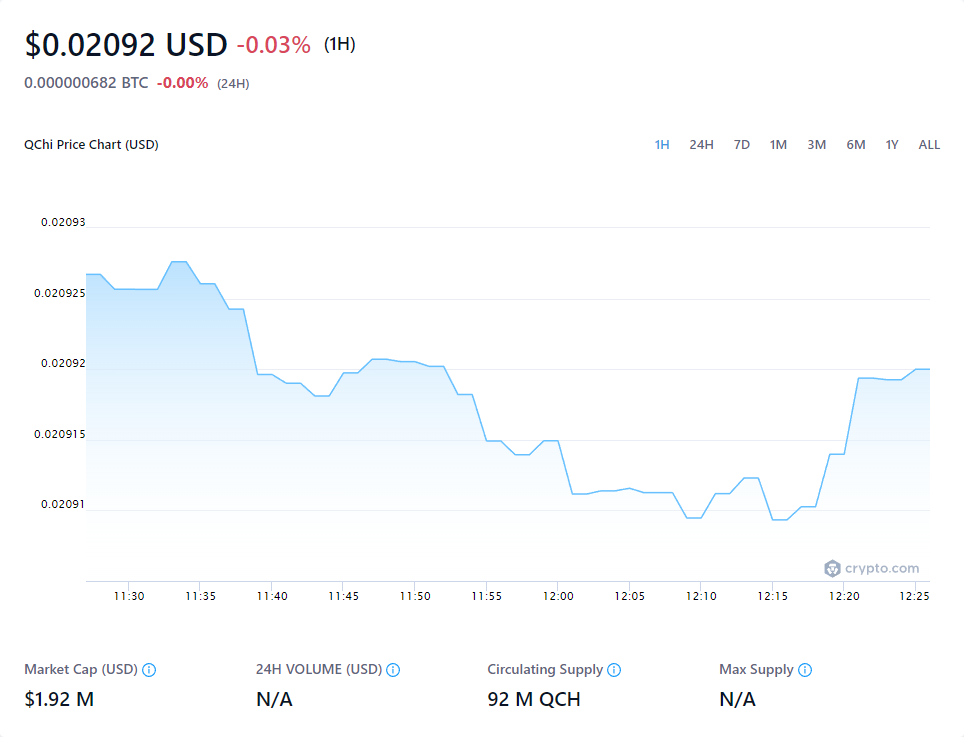 $0.02092 USD -0.03% (1H)
0.000000682 BTC -0.00% (24H)
QChi Price Chart (USD) 1H 24H 7D 1M 3M 6M 1Y ALL
0.02093
0.020925
0.02092
0.020915
0.02091
crypto.com
11:30 11:35 11:40 11:45 11:50 11:55 12:00 12:05 12:10 12:15 12:20 12:25
Market Cap (USD) 24H VOLUME (USD) Circulating Supply Max Supply
$1.92 M N/A 92 M QCH N/A